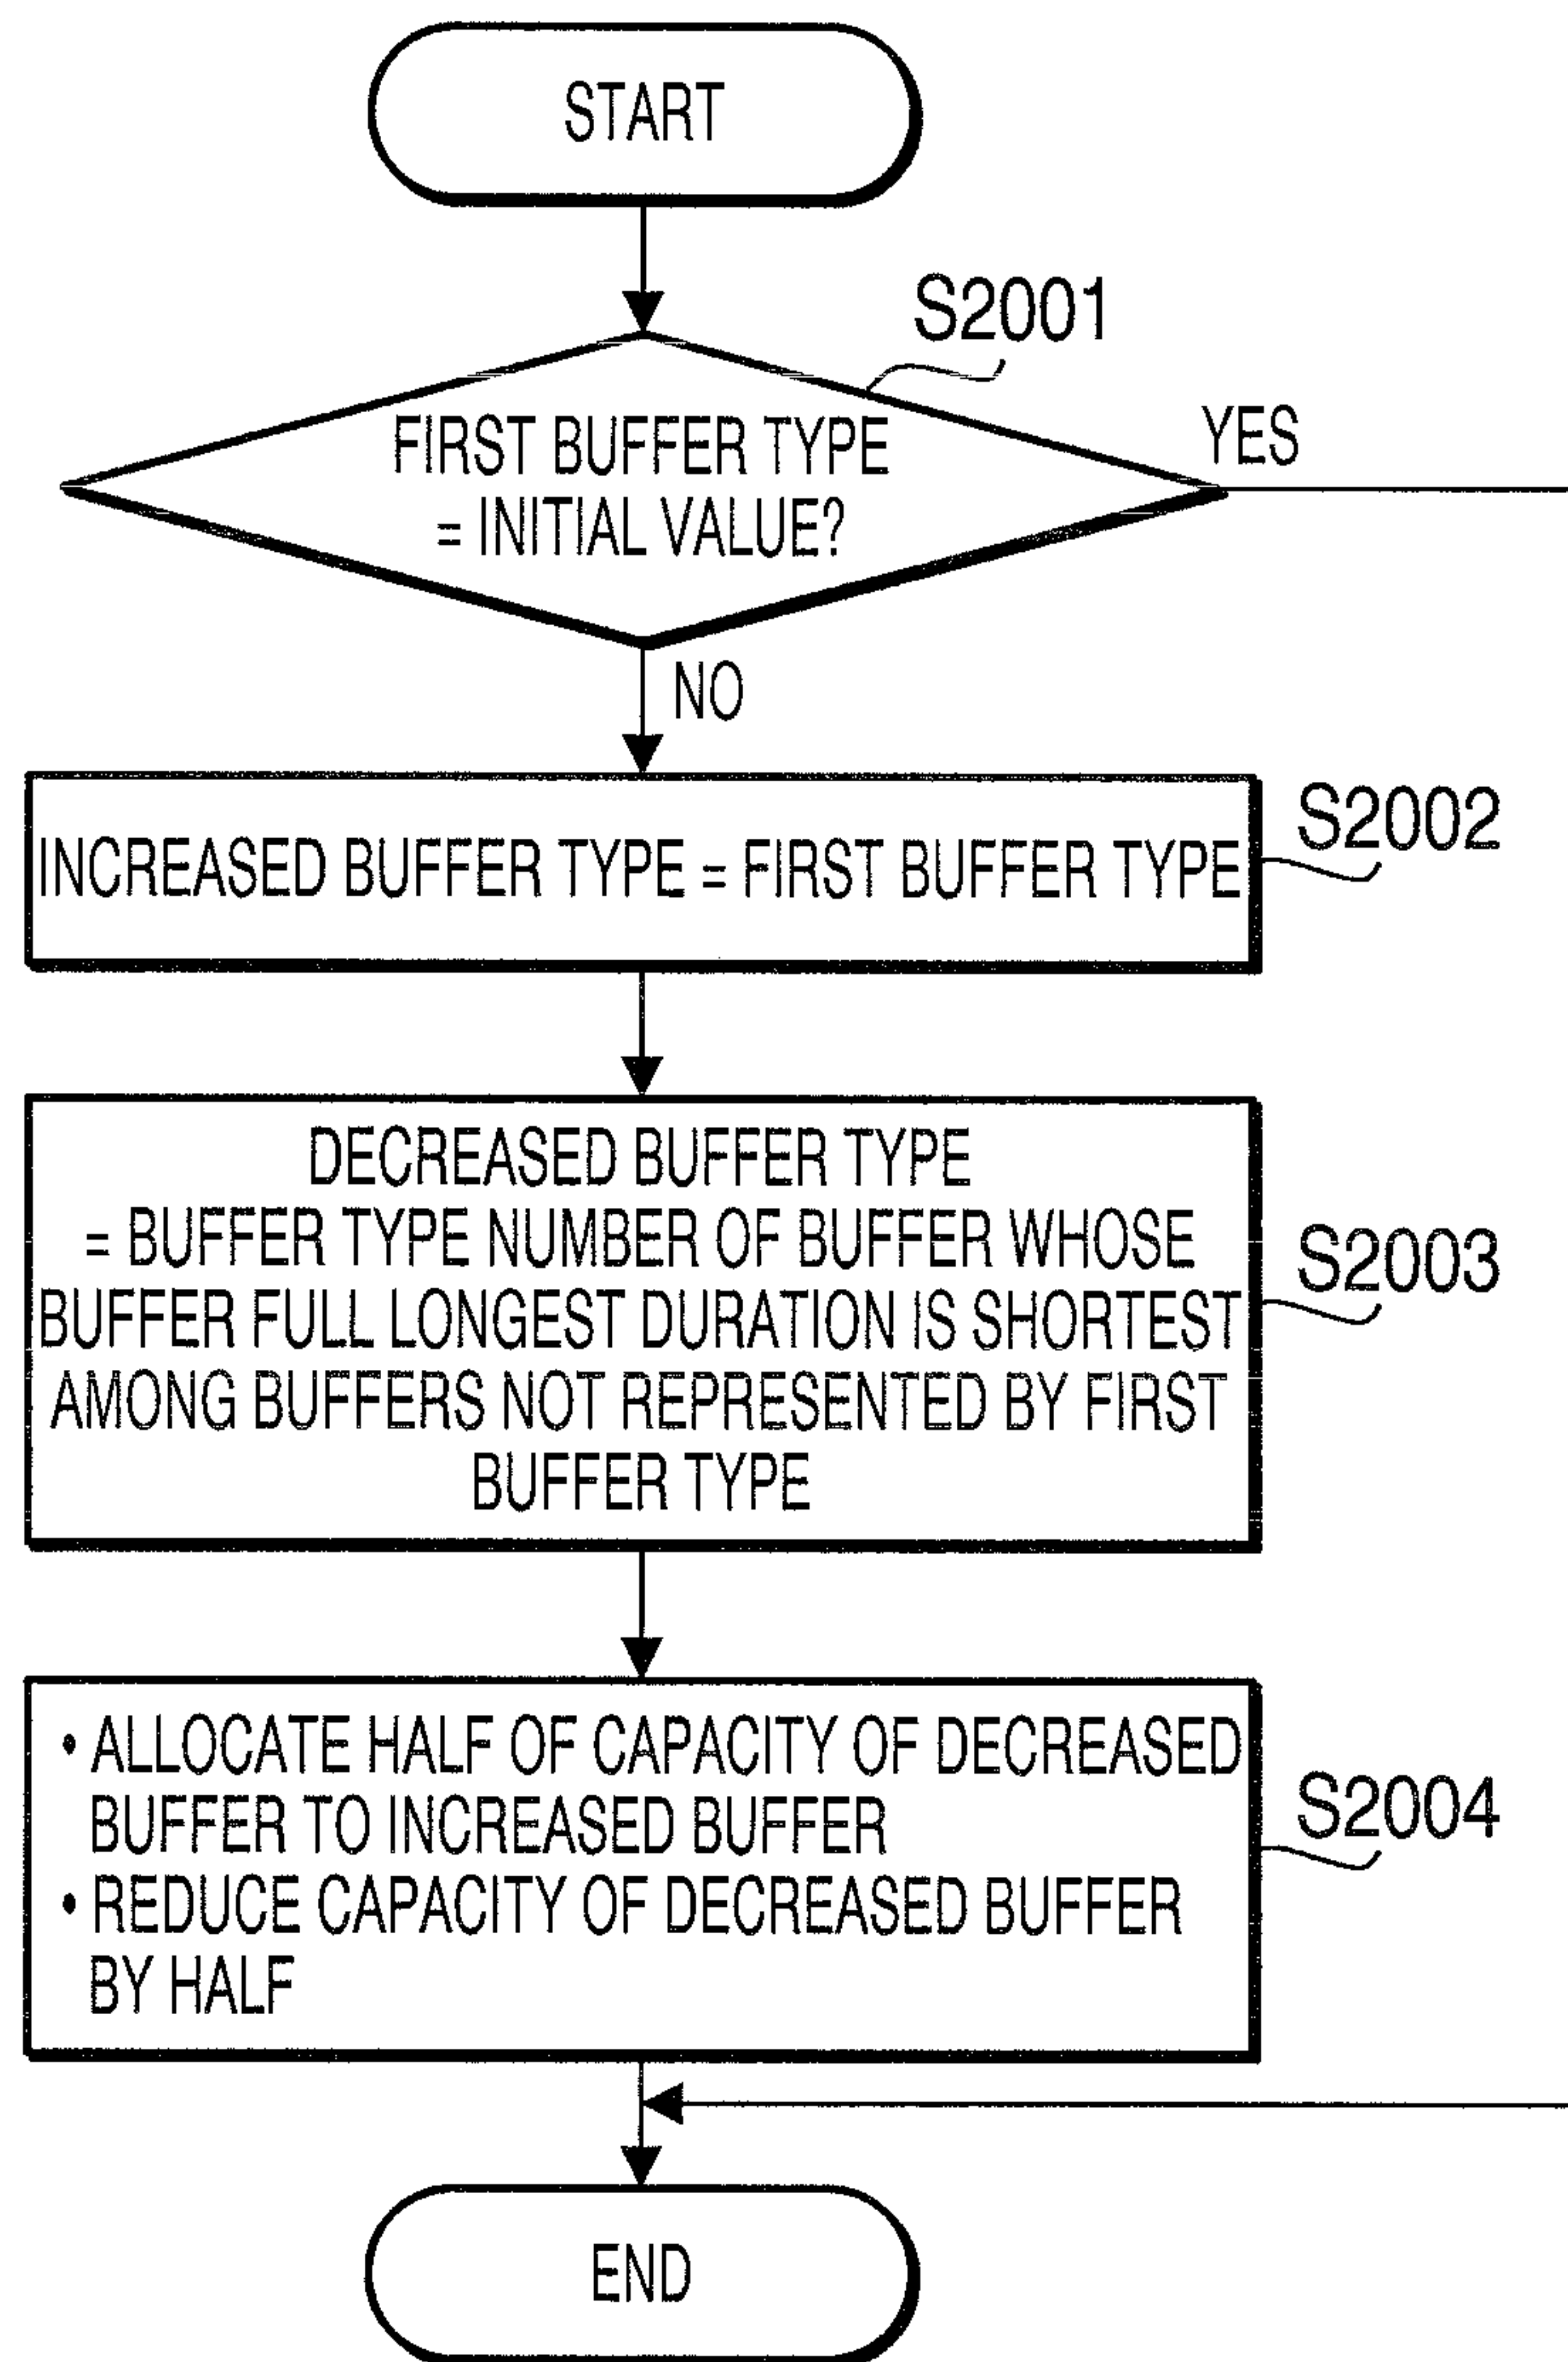 START
S2001
FIRST BUFFER TYPE
= INITIAL VALUE?
YES
NO
INCREASED BUFFER TYPE = FIRST BUFFER TYPE
S2002
DECREASED BUFFER TYPE
= BUFFER TYPE NUMBER OF BUFFER WHOSE
BUFFER FULL LONGEST DURATION IS SHORTEST
AMONG BUFFERS NOT REPRESENTED BY FIRST
BUFFER TYPE
S2003
• ALLOCATE HALF OF CAPACITY OF DECREASED
BUFFER TO INCREASED BUFFER
• REDUCE CAPACITY OF DECREASED BUFFER
BY HALF
S2004
END